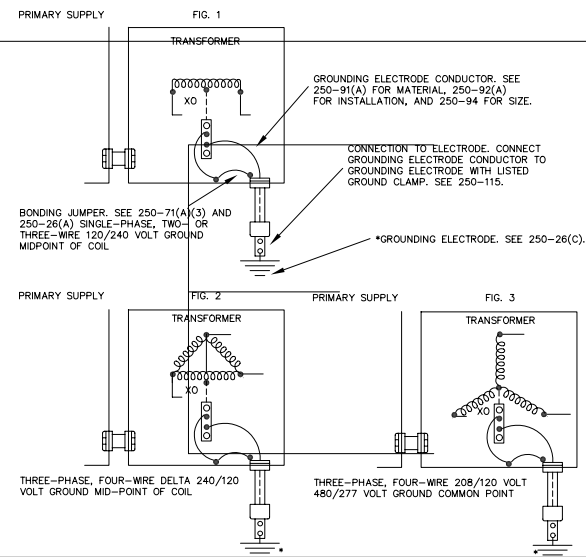 PRIMARY SUPPLY
FIG. 1
TRANSFORMER
XO
GROUNDING ELECTRODE CONDUCTOR. SEE
250-91(A) FOR MATERIAL, 250-92(A)
FOR INSTALLATION, AND 250-94 FOR SIZE.
CONNECTION TO ELECTRODE. CONNECT
GROUNDING ELECTRODE CONDUCTOR TO
GROUNDING ELECTRODE WITH LISTED
GROUND CLAMP. SEE 250-115.
BONDING JUMPER. SEE 250-71(A)(3) AND
250-26(A) SINGLE-PHASE, TWO- OR
THREE-WIRE 120/240 VOLT GROUND
MIDPOINT OF COIL
*GROUNDING ELECTRODE. SEE 250-26(C).
PRIMARY SUPPLY
FIG. 2
TRANSFORMER
XO
THREE-PHASE, FOUR-WIRE DELTA 240/120
VOLT GROUND MID-POINT OF COIL
*
PRIMARY SUPPLY
FIG. 3
TRANSFORMER
XO
THREE-PHASE, FOUR-WIRE 208/120 VOLT
480/277 VOLT GROUND COMMON POINT
*